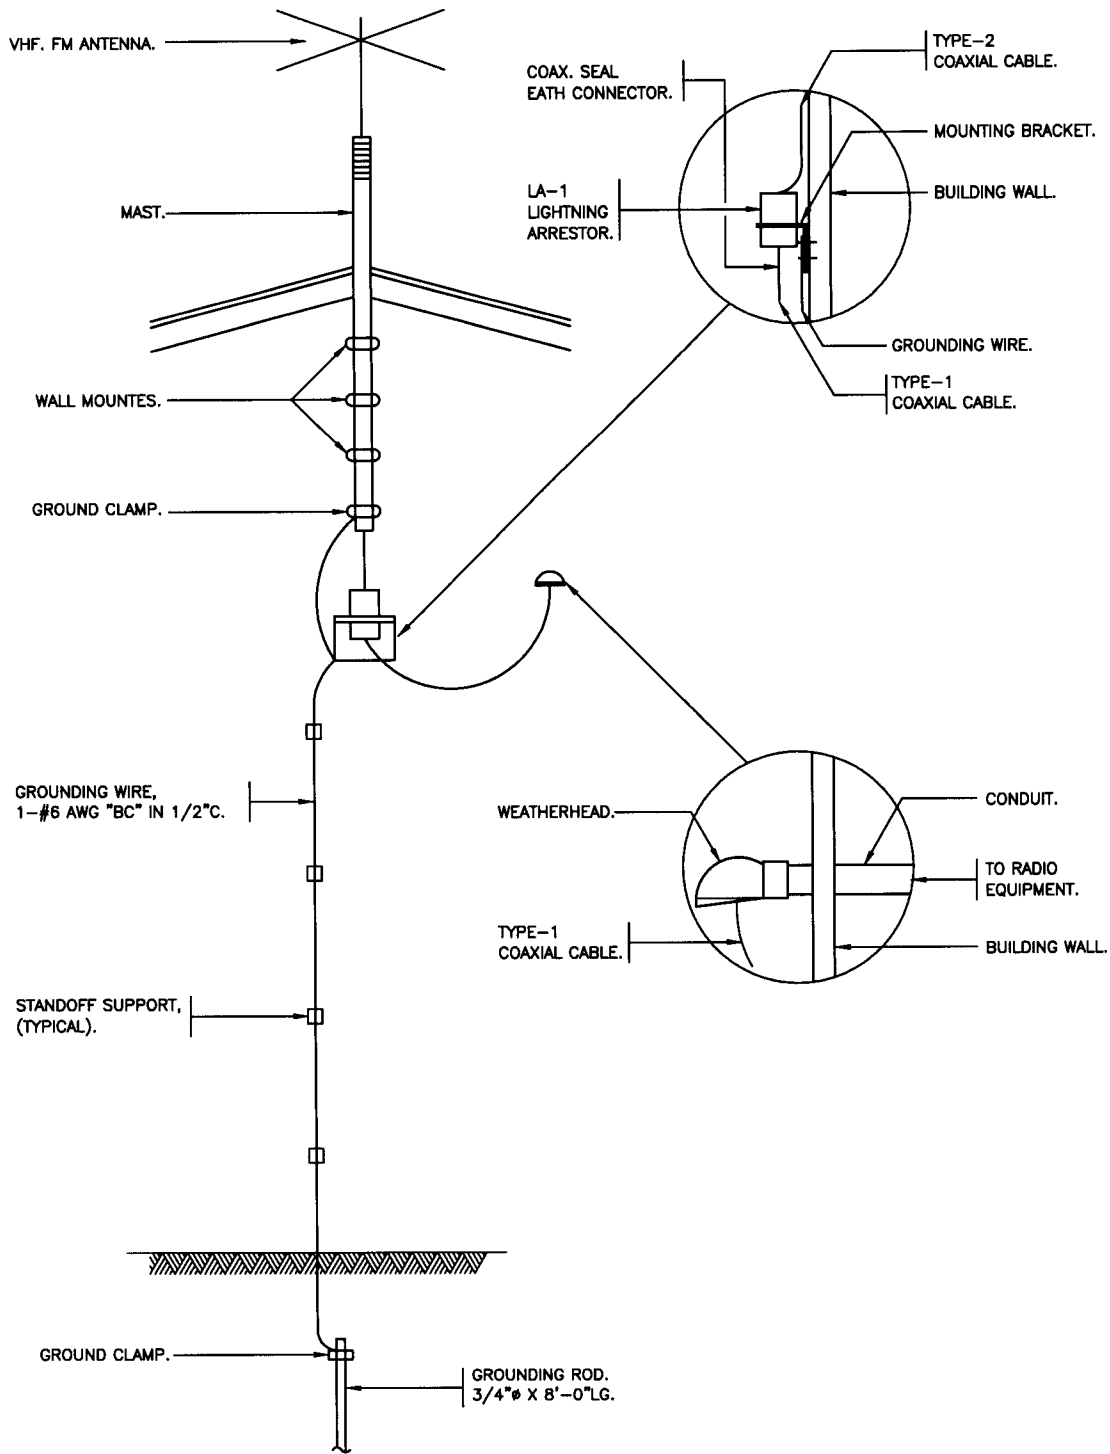 VHF. FM ANTENNA.
MAST.
WALL MOUNTES.
GROUND CLAMP.
GROUNDING WIRE,
1-#6 AWG "BC" IN 1/2"C.
STANDOFF SUPPORT,
(TYPICAL).
GROUND CLAMP.
GROUNDING ROD.
3/4"ø X 8'-0"LG.
COAX. SEAL
EATH CONNECTOR.
LA-1
LIGHTNING
ARRESTOR.
TYPE-2
COAXIAL CABLE.
MOUNTING BRACKET.
BUILDING WALL.
GROUNDING WIRE.
TYPE-1
COAXIAL CABLE.
WEATHERHEAD.
TYPE-1
COAXIAL CABLE.
CONDUIT.
TO RADIO
EQUIPMENT.
BUILDING WALL.